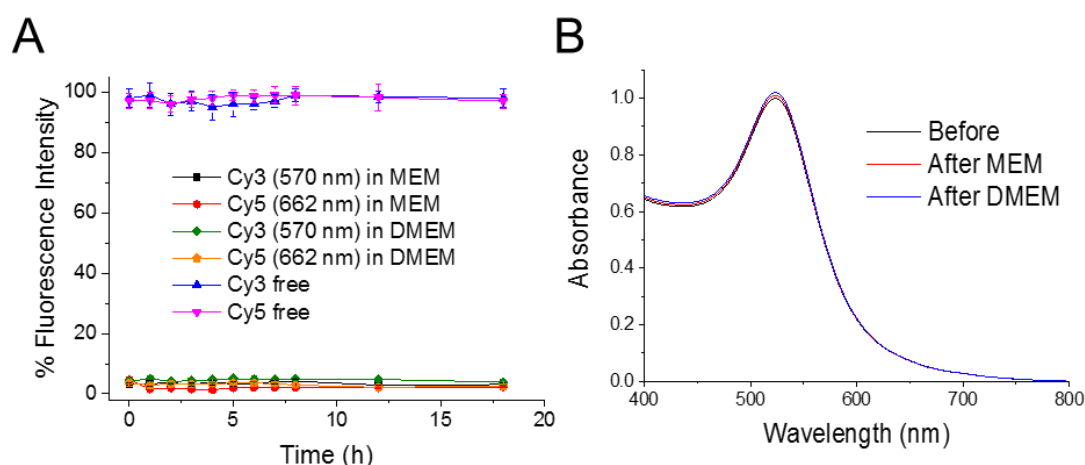 A
% Fluorescence Intensity
100
80
60
40
20
0
Cy3 (570 nm) in MEM
Cy5 (662 nm) in MEM
Cy3 (570 nm) in DMEM
Cy5 (662 nm) in DMEM
Cy3 free
Cy5 free
0 5 10 15 20
Time (h)
B
Absorbance
1.0
0.8
0.6
0.4
0.2
0.0
Before
After MEM
After DMEM
400 500 600 700 800
Wavelength (nm)